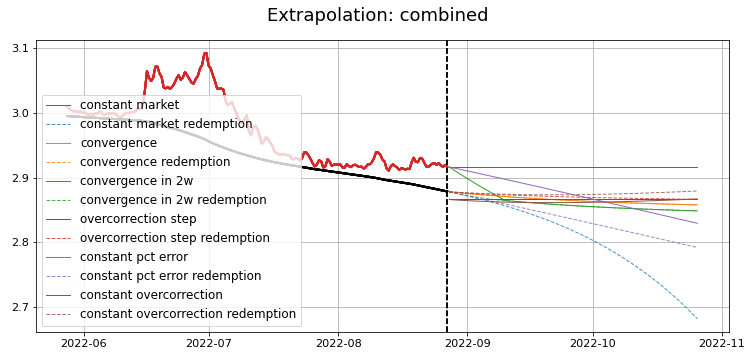 Extrapolation: combined
3.1
3.0
2.9
2.8
2.7
constant market
constant market redemption
convergence
convergence redemption
convergence in 2w
convergence in 2w redemption
overcorrection step
overcorrection step redemption
constant pct error
constant pct error redemption
constant overcorrection
constant overcorrection redemption
2022-06 2022-07 2022-08 2022-09 2022-10 2022-11